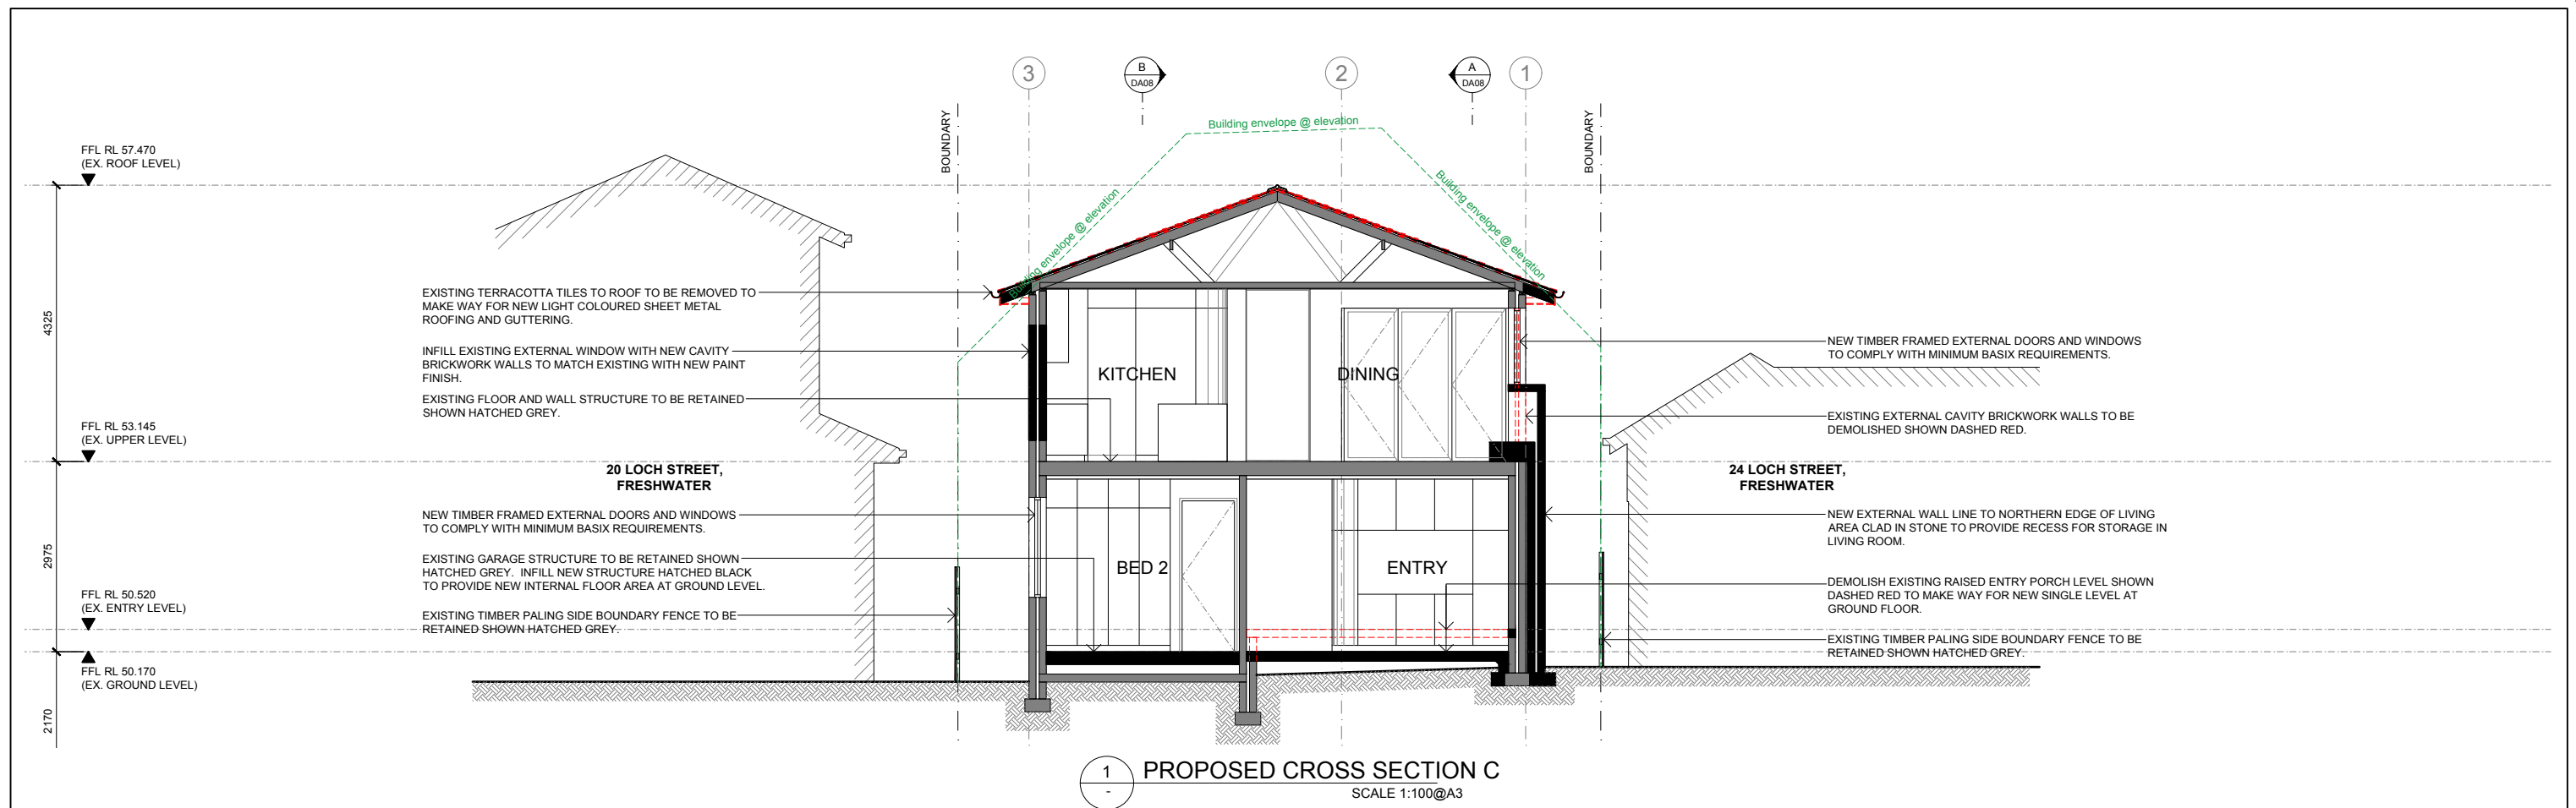 3
B
DA08
2
A
DA08
1
BOUNDARY
BOUNDARY
Building envelope @ elevation
Building envelope @ elevation
Building envelope @ elevation
FFL RL 57.470
(EX. ROOF LEVEL)
4325
FFL RL 53.145
(EX. UPPER LEVEL)
2975
FFL RL 50.520
(EX. ENTRY LEVEL)
FFL RL 50.170
(EX. GROUND LEVEL)
2170
EXISTING TERRACOTTA TILES TO ROOF TO BE REMOVED TO
MAKE WAY FOR NEW LIGHT COLOURED SHEET METAL
ROOFING AND GUTTERING.
INFILL EXISTING EXTERNAL WINDOW WITH NEW CAVITY
BRICKWORK WALLS TO MATCH EXISTING WITH NEW PAINT
FINISH.
EXISTING FLOOR AND WALL STRUCTURE TO BE RETAINED
SHOWN HATCHED GREY.
20 LOCH STREET,
FRESHWATER
NEW TIMBER FRAMED EXTERNAL DOORS AND WINDOWS
TO COMPLY WITH MINIMUM BASIX REQUIREMENTS.
EXISTING GARAGE STRUCTURE TO BE RETAINED SHOWN
HATCHED GREY. INFILL NEW STRUCTURE HATCHED BLACK
TO PROVIDE NEW INTERNAL FLOOR AREA AT GROUND LEVEL.
EXISTING TIMBER PALING SIDE BOUNDARY FENCE TO BE
RETAINED SHOWN HATCHED GREY.
KITCHEN
DINING
BED 2
ENTRY
NEW TIMBER FRAMED EXTERNAL DOORS AND WINDOWS
TO COMPLY WITH MINIMUM BASIX REQUIREMENTS.
EXISTING EXTERNAL CAVITY BRICKWORK WALLS TO BE
DEMOLISHED SHOWN DASHED RED.
24 LOCH STREET,
FRESHWATER
NEW EXTERNAL WALL LINE TO NORTHERN EDGE OF LIVING
AREA CLAD IN STONE TO PROVIDE RECESS FOR STORAGE IN
LIVING ROOM.
DEMOLISH EXISTING RAISED ENTRY PORCH LEVEL SHOWN
DASHED RED TO MAKE WAY FOR NEW SINGLE LEVEL AT
GROUND FLOOR.
EXISTING TIMBER PALING SIDE BOUNDARY FENCE TO BE
RETAINED SHOWN HATCHED GREY.
1
-
PROPOSED CROSS SECTION C
SCALE 1:100@A3